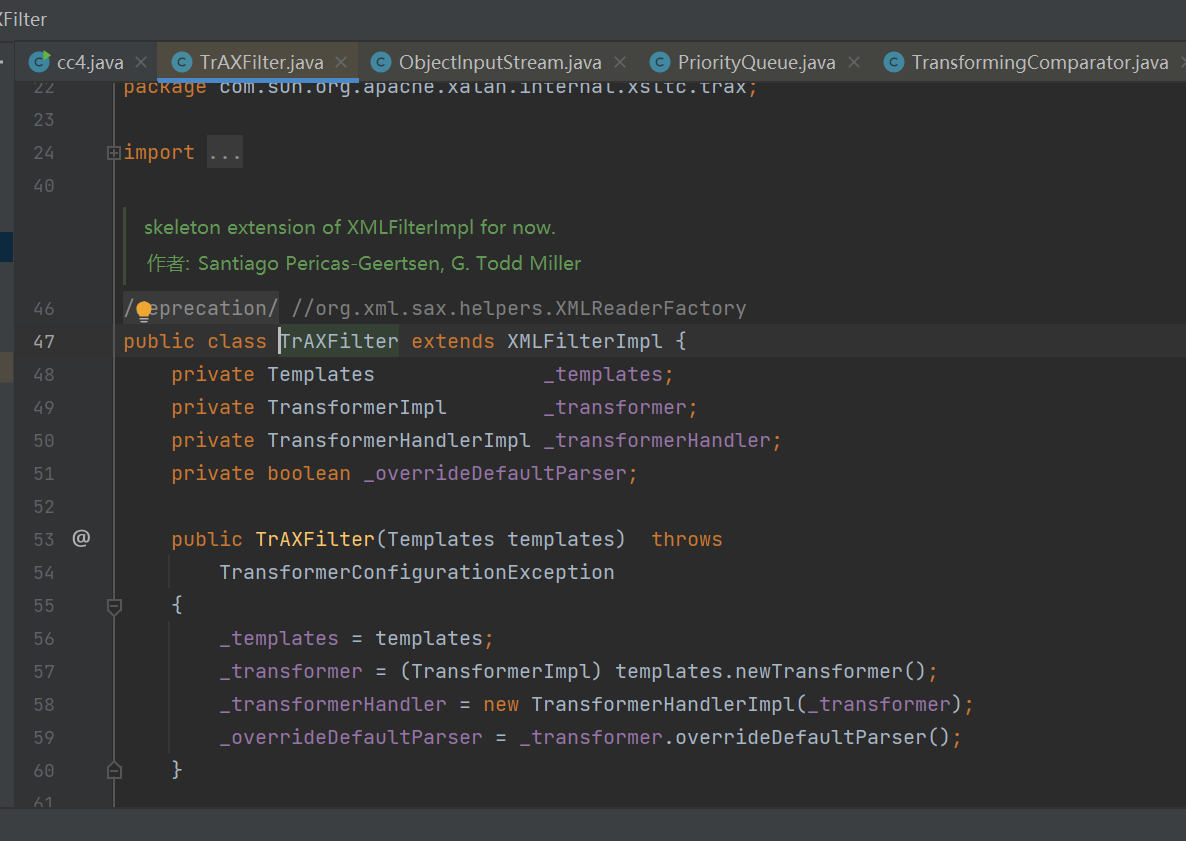 Filter
cc4.java TrAXFilter.java ObjectInputStream.java PriorityQueue.java TransformingComparator.java
22 package com.sun.org.apache.xalan.internal.xsltc.trax;
23
24 import ...
40
skeleton extension of XMLFilterImpl for now.
作者: Santiago Pericas-Geertsen, G. Todd Miller
46 /deprecation/ //org.xml.sax.helpers.XMLReaderFactory
47 public class TrAXFilter extends XMLFilterImpl {
48 private Templates _templates;
49 private TransformerImpl _transformer;
50 private TransformerHandlerImpl _transformerHandler;
51 private boolean _overrideDefaultParser;
52
53 @ public TrAXFilter(Templates templates) throws
54 TransformerConfigurationException
55 {
56 _templates = templates;
57 _transformer = (TransformerImpl) templates.newTransformer();
58 _transformerHandler = new TransformerHandlerImpl(_transformer);
59 _overrideDefaultParser = _transformer.overrideDefaultParser();
60 }
61